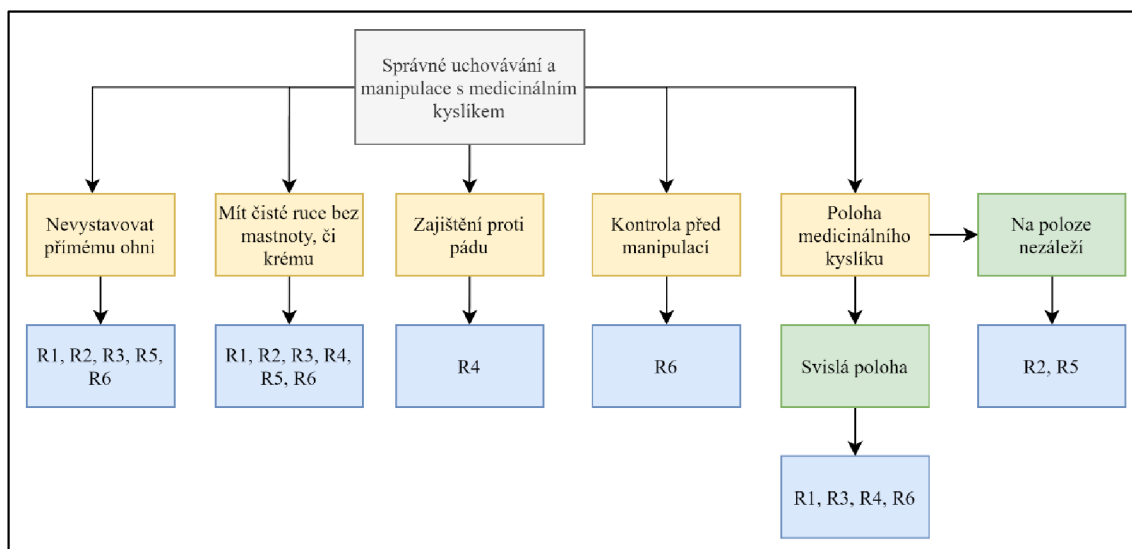 Správné uchovávání a
manipulace s medicinálním
kyslíkem
Nevystavovat
přímému ohni
Mít čisté ruce bez
mastnoty, či
krému
Zajištění proti
pádu
Kontrola před
manipulací
Poloha
medicinálního
kyslíku
Na poloze
nezáleží
R1, R2, R3, R5,
R6
R1, R2, R3, R4,
R5, R6
R4
R6
Svislá poloha
R2, R5
R1, R3, R4, R6